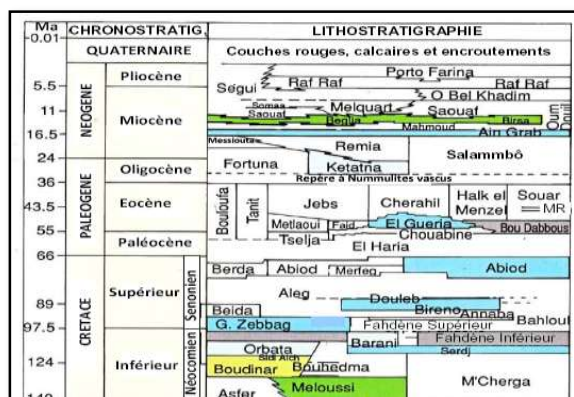 Ma CHRONOSTRATIG. LITHOSTRATIGRAPHIE
-0.01
QUATERNAIRE Couches rouges, calcaires et encroutements
Pliocène Porto Farina
Raf Raf Raf Raf
5.5 Ségui
O Bel Khadim
NEOGENE Miocène Somaa Melquart
11 Saouaf Saouaf
Beglia Birsa Oum Douil
16.5 Mahmoud
Ain Grab
Messiouta
Remia
24 Fortuna Salammbô
Oligocène Ketatna
36 Repère à Nummulites vascus
PALEOGENE Eocène Bouloufa Tanit Jebs Cherahil Halk el Menzel Souar
43.5 MR
Metlaoui Faid El Gueria Bou Dabbous
55 Chouabine
Paléocène Tselja
El Haria
66
Berda Abiod Merfeg Abiod
CRETACE Supérieur Sénonien Aleg
Douleb
89 Beida Bireno Annaba
Bahloul
97.5 G. Zebbag Fahdène Supérieur
Inférieur Néocomien Orbata Barani Fahdène Inférieur
Sidi Aich Serdj
124 Boudinar Bouhedma
M'Cherga
Meloussi
Asfer